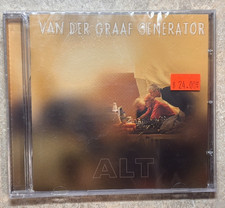 VAN DER GRAAF GENERATOR
ALT